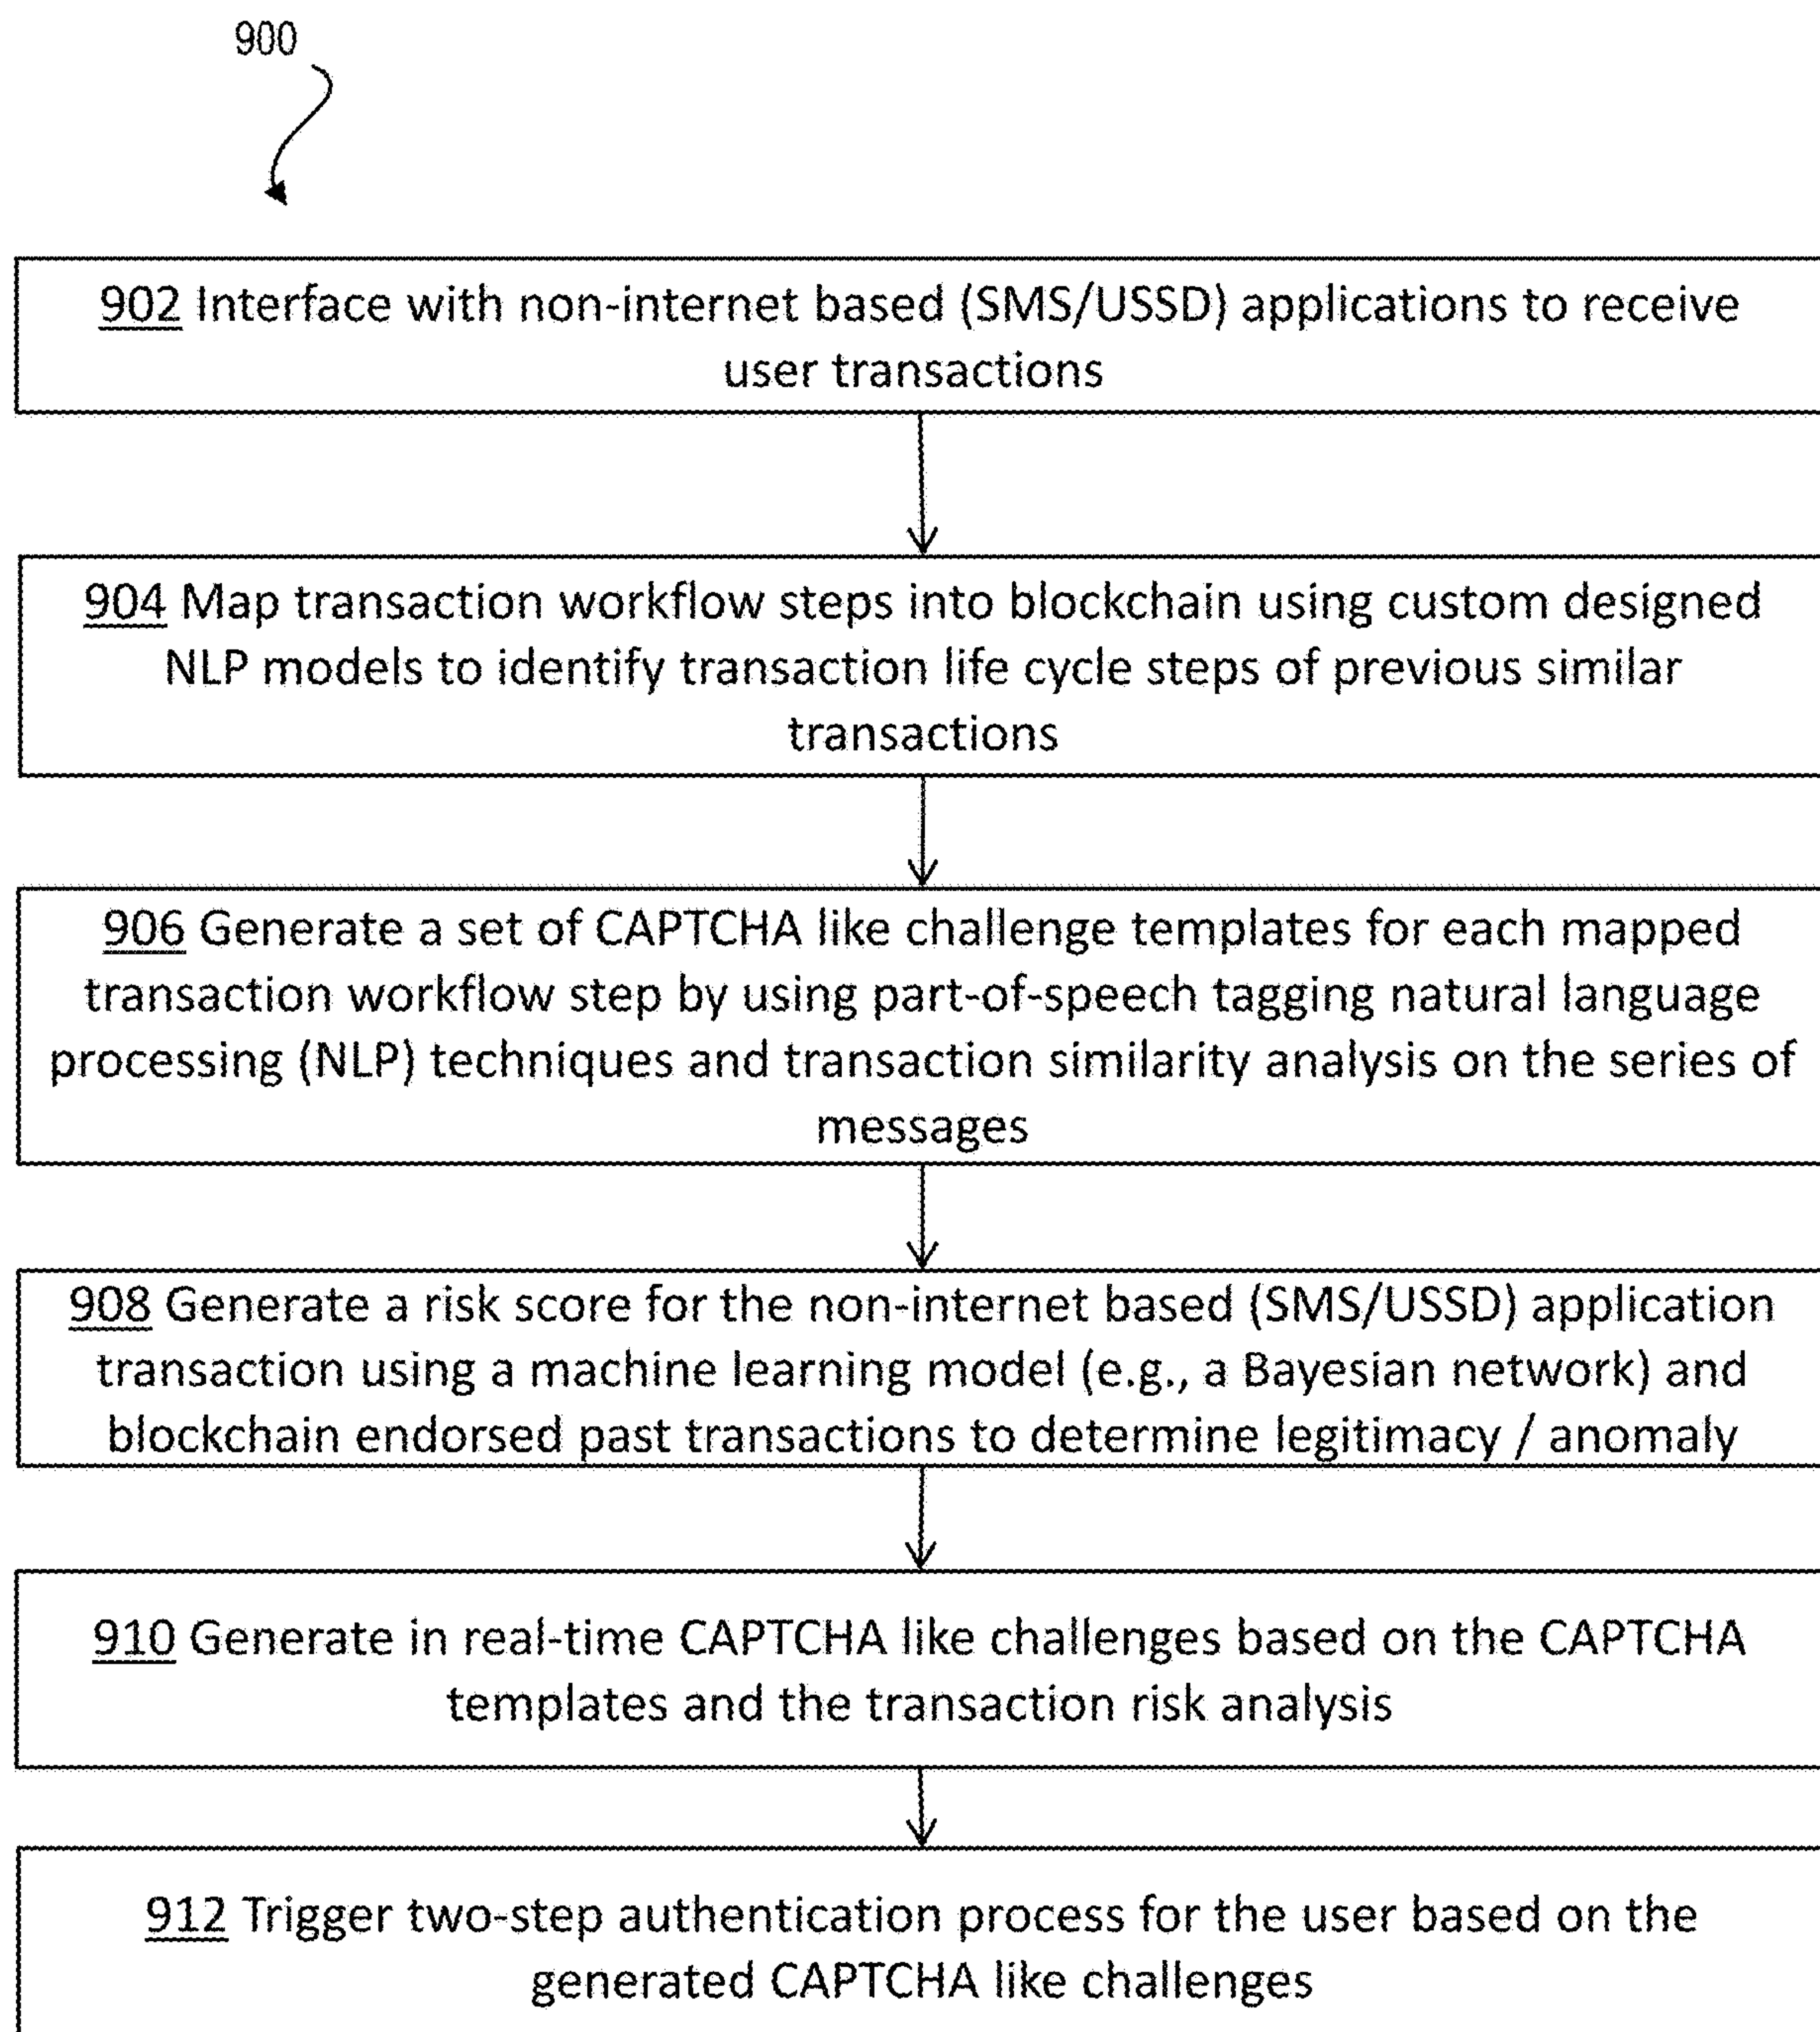 900
902 Interface with non-internet based (SMS/USSD) applications to receive
user transactions
904 Map transaction workflow steps into blockchain using custom designed
NLP models to identify transaction life cycle steps of previous similar
transactions
906 Generate a set of CAPTCHA like challenge templates for each mapped
transaction workflow step by using part-of-speech tagging natural language
processing (NLP) techniques and transaction similarity analysis on the series of
messages
908 Generate a risk score for the non-internet based (SMS/USSD) application
transaction using a machine learning model (e.g., a Bayesian network) and
blockchain endorsed past transactions to determine legitimacy / anomaly
910 Generate in real-time CAPTCHA like challenges based on the CAPTCHA
templates and the transaction risk analysis
912 Trigger two-step authentication process for the user based on the
generated CAPTCHA like challenges